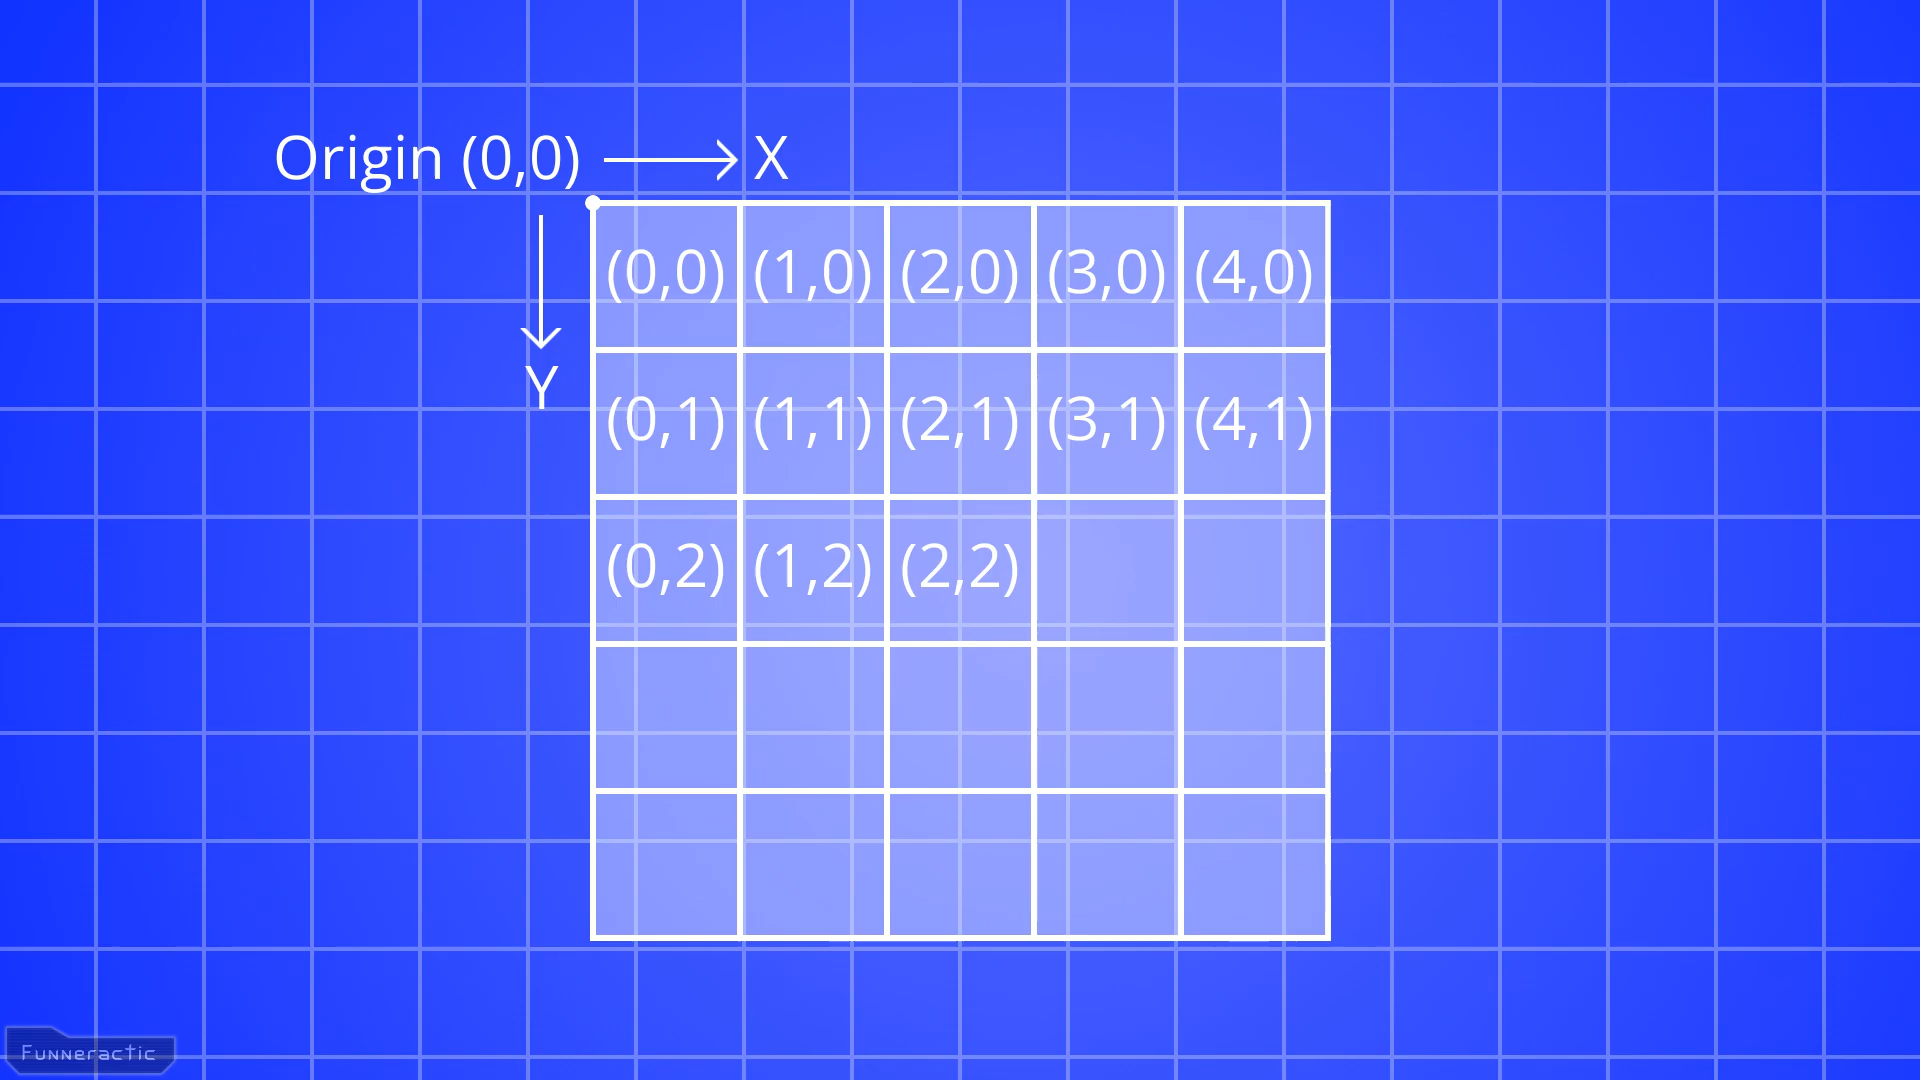 Origin (0,0) X
Y
(0,0) (1,0) (2,0) (3,0) (4,0)
(0,1) (1,1) (2,1) (3,1) (4,1)
(0,2) (1,2) (2,2)
Funneractic